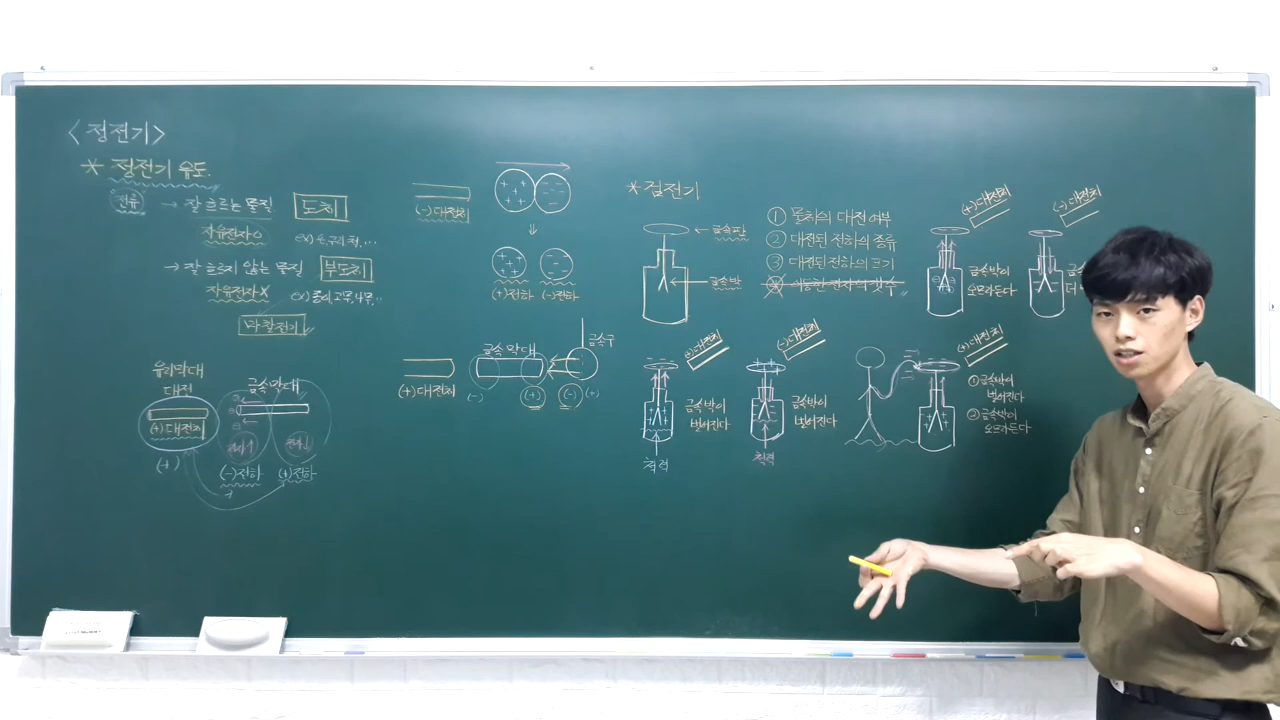 <정전기>
* 정전기 유도.
전류 → 잘 흐르는 물질 도체
자유전자 O ex) 은, 구리, 철, ...
→ 잘 흐르지 않는 물질 부도체
자유전자 X ex) 종이, 고무, 나무..
마찰전기
유리막대
대전
(+) 대전체
(+)
금속막대
(-)전하 (+)전하
(-) 대전체
+ + + + - - - -
⇓
+ + + + - - - -
(+)전하 (-)전하
(+) 대전체
금속 막대
금속구
(-) (+) (-) (+)
* 검전기
금속판
금속박
① 물체의 대전 여부
② 대전된 전하의 종류
③ 대전된 전하의 크기
④ 이동한 전자의 갯수
(+)대전체
금속박이
벌어진다
척력
(-)대전체
금속박이
벌어진다
척력
(+)대전체
금속박이
오므라든다
(-)대전체
더
(+)대전체
① 금속박이
벌어진다
② 금속박이
오므라든다